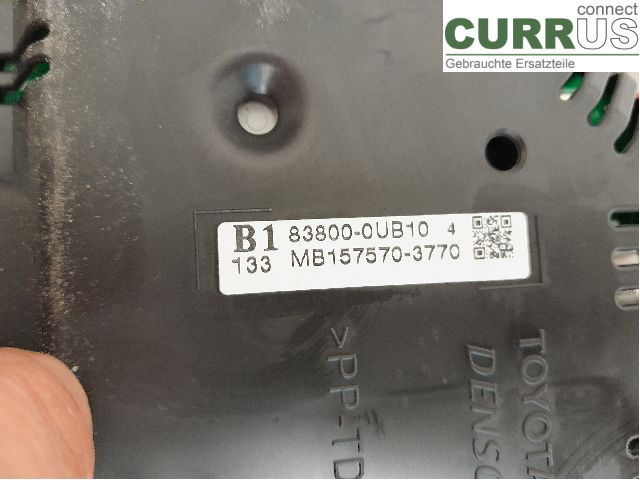 connect
CURRUS
Gebrauchte Ersatzteile
B1 83800-0UB10 4
133 MB157570-3770
>PP-TD
TOYOTA
DENSO